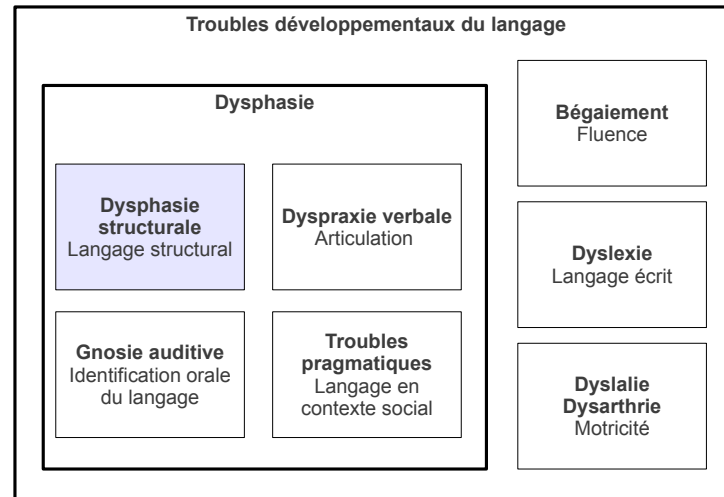 Troubles développementaux du langage
Dysphasie
Dysphasie
structurale
Langage structural
Dyspraxie verbale
Articulation
Gnosie auditive
Identification orale
du langage
Troubles
pragmatiques
Langage en
contexte social
Bégaiement
Fluence
Dyslexie
Langage écrit
Dyslalie
Dysarthrie
Motricité